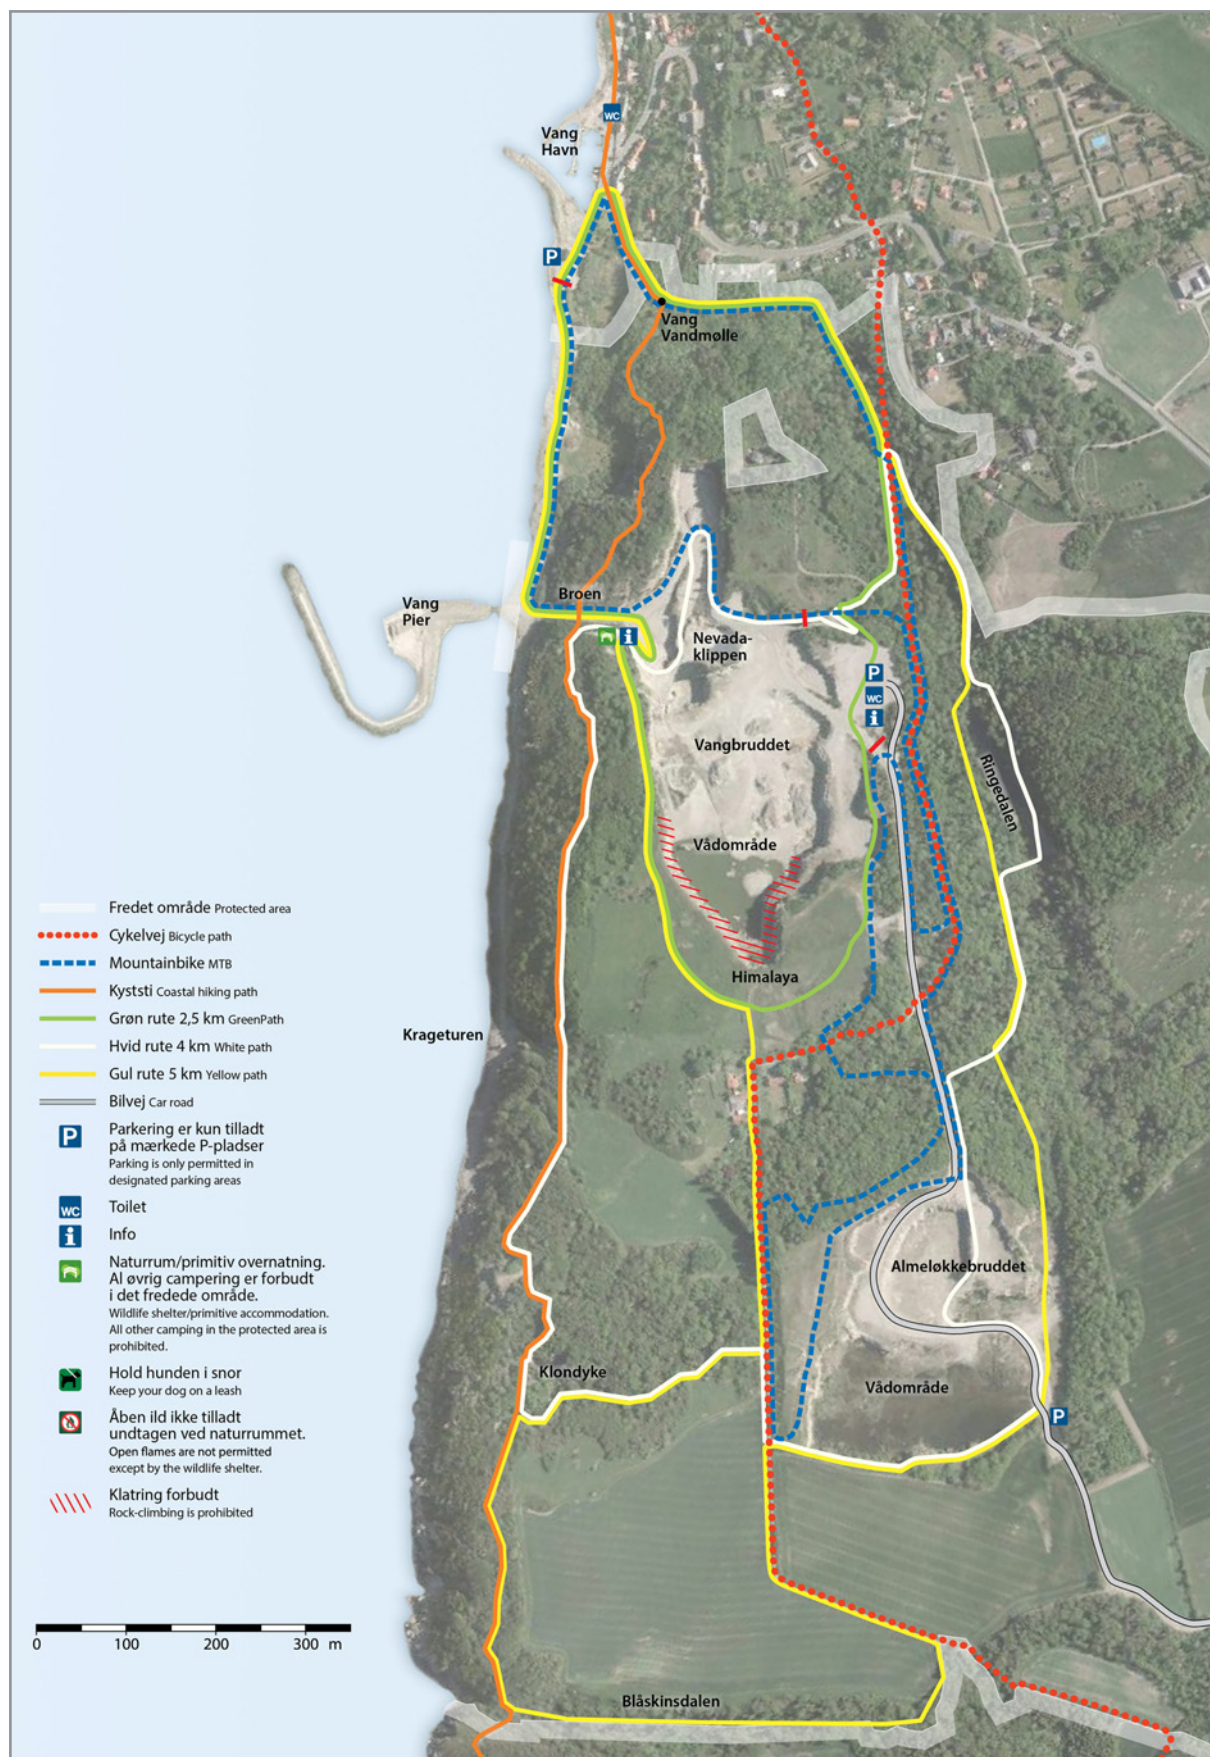 WC
Vang
Havn
P
Vang
Vandmølle
Broen
Vang
Pier
i
Nevada-
klippen
P
WC
i
Vangbruddet
Ringedalen
Vådområde
Himalaya
Krageturen
Almeløkkebruddet
Klondyke
Vådområde
P
Blåskinsdalen
Fredet område Protected area
Cykelvej Bicycle path
Mountainbike MTB
Kyststi Coastal hiking path
Grøn rute 2,5 km GreenPath
Hvid rute 4 km White path
Gul rute 5 km Yellow path
Bilvej Car road
P
Parkering er kun tilladt
på mærkede P-pladser
Parking is only permitted in
designated parking areas
WC
Toilet
i
Info
Naturrum/primitiv overnatning.
Al øvrig campering er forbudt
i det fredede område.
Wildlife shelter/primitive accommodation.
All other camping in the protected area is
prohibited.
Hold hunden i snor
Keep your dog on a leash
Åben ild ikke tilladt
undtagen ved naturrummet.
Open flames are not permitted
except by the wildlife shelter.
Klatring forbudt
Rock-climbing is prohibited
0 100 200 300 m